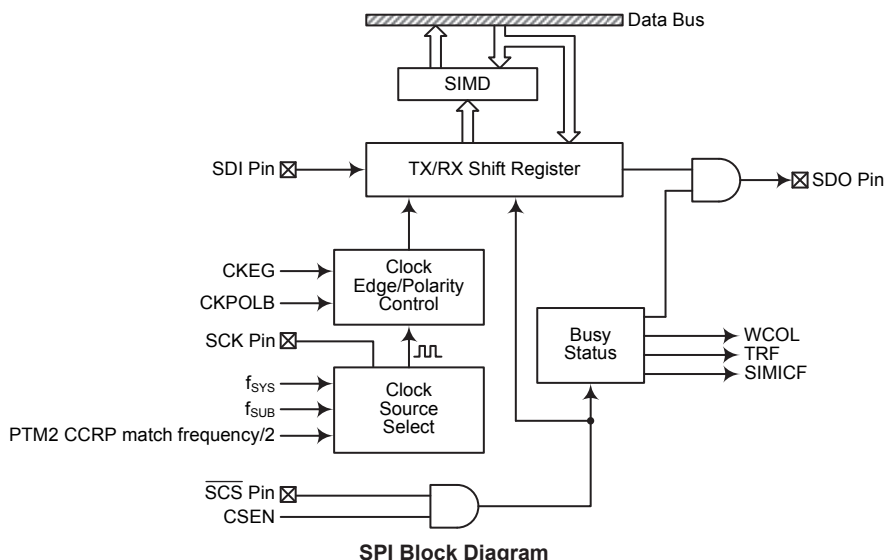 Data Bus
SIMD
SDI Pin
TX/RX Shift Register
SDO Pin
CKEG
CKPOLB
Clock
Edge/Polarity
Control
SCK Pin
Busy
Status
WCOL
TRF
SIMICF
fSYS
fSUB
PTM2 CCRP match frequency/2
Clock
Source
Select
SCS Pin
CSEN
SPI Block Diagram